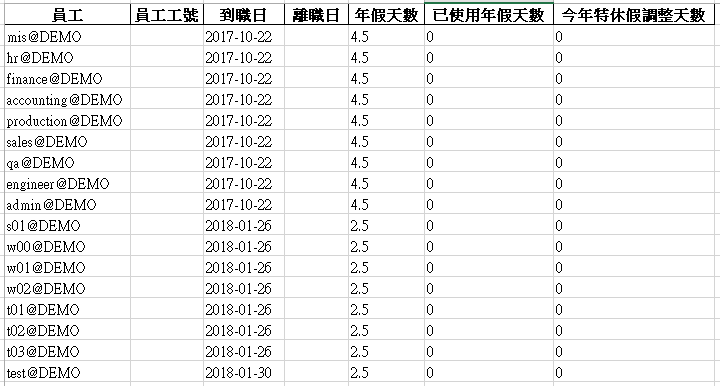 員工 員工工號 到職日 離職日 年假天數 已使用年假天數 今年特休假調整天數
mis@DEMO 2017-10-22 4.5 0 0
hr@DEMO 2017-10-22 4.5 0 0
finance@DEMO 2017-10-22 4.5 0 0
accounting@DEMO 2017-10-22 4.5 0 0
production@DEMO 2017-10-22 4.5 0 0
sales@DEMO 2017-10-22 4.5 0 0
qa@DEMO 2017-10-22 4.5 0 0
engineer@DEMO 2017-10-22 4.5 0 0
admin@DEMO 2017-10-22 4.5 0 0
s01@DEMO 2018-01-26 2.5 0 0
w00@DEMO 2018-01-26 2.5 0 0
w01@DEMO 2018-01-26 2.5 0 0
w02@DEMO 2018-01-26 2.5 0 0
t01@DEMO 2018-01-26 2.5 0 0
t02@DEMO 2018-01-26 2.5 0 0
t03@DEMO 2018-01-26 2.5 0 0
test@DEMO 2018-01-30 2.5 0 0